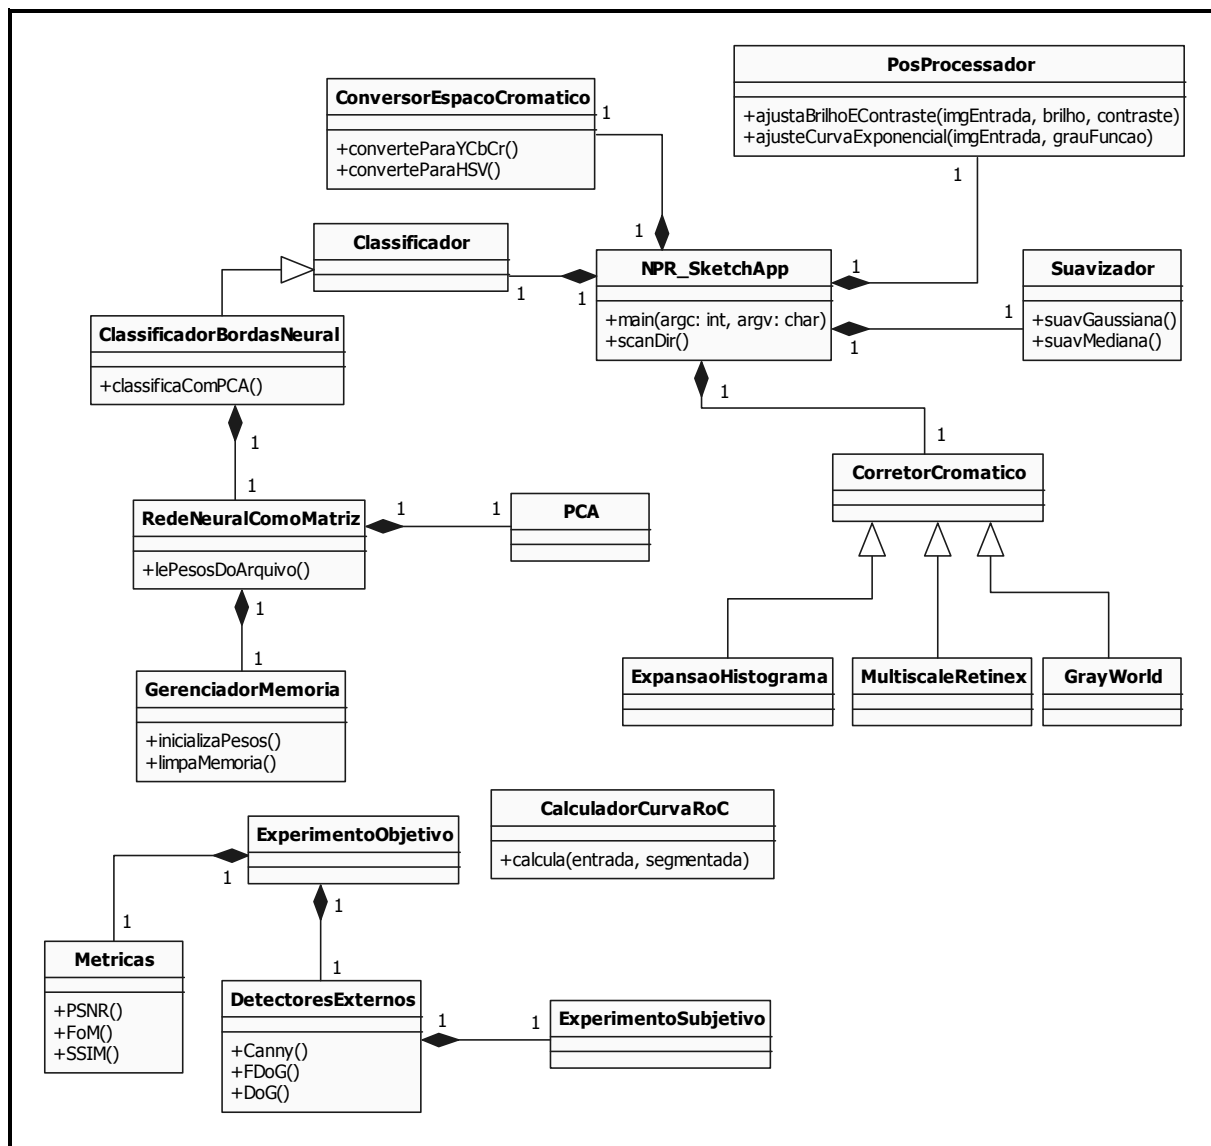 PosProcessador
+ajustaBrilhoEContraste(imgEntrada, brilho, contraste)
+ajusteCurvaExponencial(imgEntrada, grauFuncao)
1
ConversorEspacoCromatico
+converteParaYCbCr()
+converteParaHSV()
1
1
Classificador
1
1
NPR_SketchApp
+main(argc: int, argv: char)
+scanDir()
1
1
1
Suavizador
+suavGaussiana()
+suavMediana()
1
ClassificadorBordasNeural
+classificaComPCA()
1
1
CorretorCromatico
1
RedeNeuralComoMatriz
+lePesosDoArquivo()
1
1
PCA
1
1
GerenciadorMemoria
+inicializaPesos()
+limpaMemoria()
ExpansaoHistograma
MultiscaleRetinex
GrayWorld
CalculadorCurvaRoC
+calcula(entrada, segmentada)
ExperimentoObjetivo
1
1
1
1
Metricas
+PSNR()
+FoM()
+SSIM()
DetectoresExternos
+Canny()
+FDoG()
+DoG()
1
1
ExperimentoSubjetivo